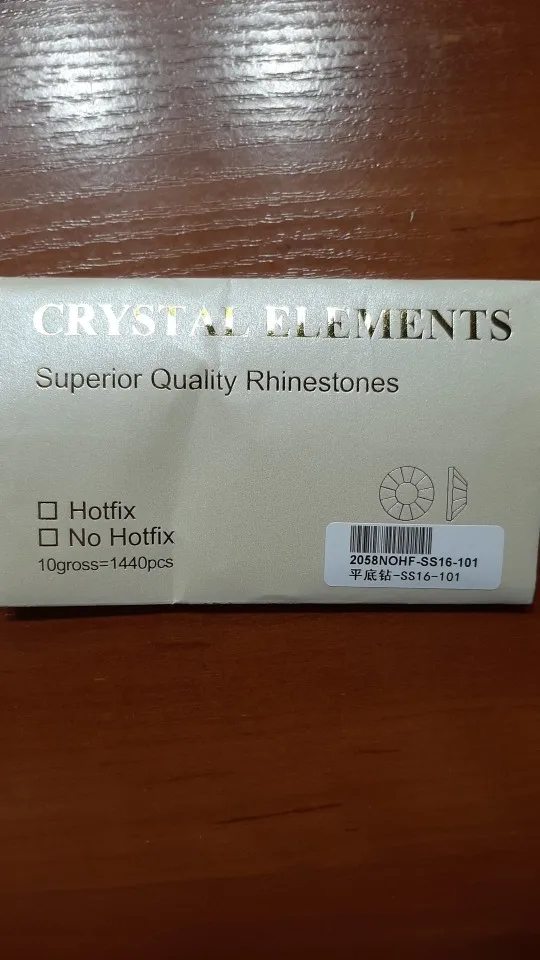 CRYSTAL ELEMENTS
Superior Quality Rhinestones
☐ Hotfix
☐ No Hotfix
10gross=1440pcs
2058NOHF-SS16-101
平底钻-SS16-101